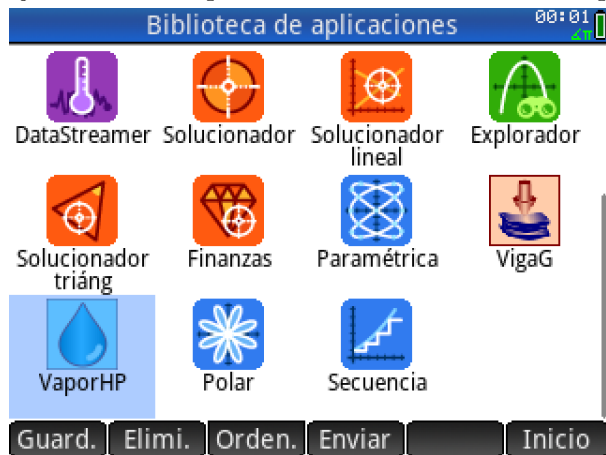 Biblioteca de aplicaciones
00:01
∡π
DataStreamer Solucionador Solucionador Explorador
lineal
Solucionador Finanzas Paramétrica VigaG
triáng
VaporHP Polar Secuencia
Guard. Elimi. Orden. Enviar Inicio